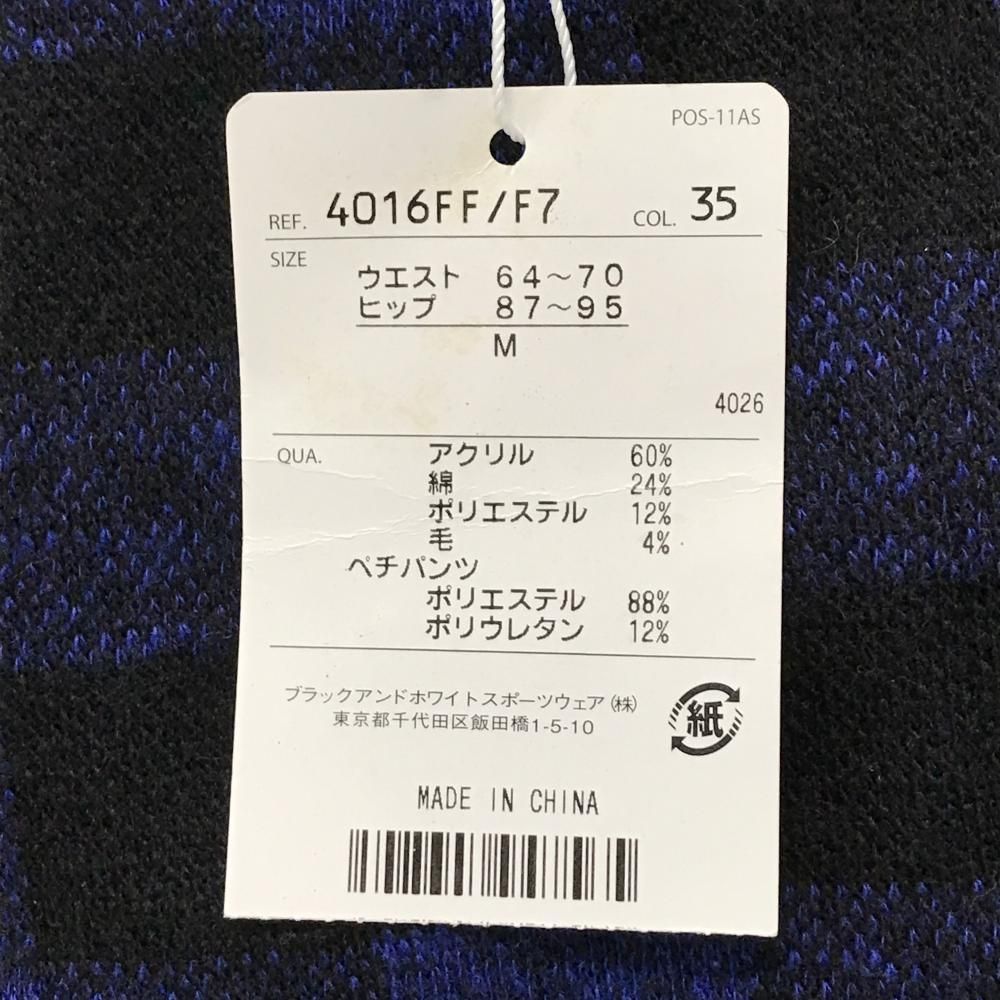 POS-11AS
REF. 4016FF/F7 COL. 35
SIZE
ウエスト 64~70
ヒップ 87~95
M
4026
QUA. アクリル 60%
綿 24%
ポリエステル 12%
毛 4%
ペチパンツ
ポリエステル 88%
ポリウレタン 12%
ブラックアンドホワイトスポーツウェア(株)
東京都千代田区飯田橋1-5-10
紙
MADE IN CHINA